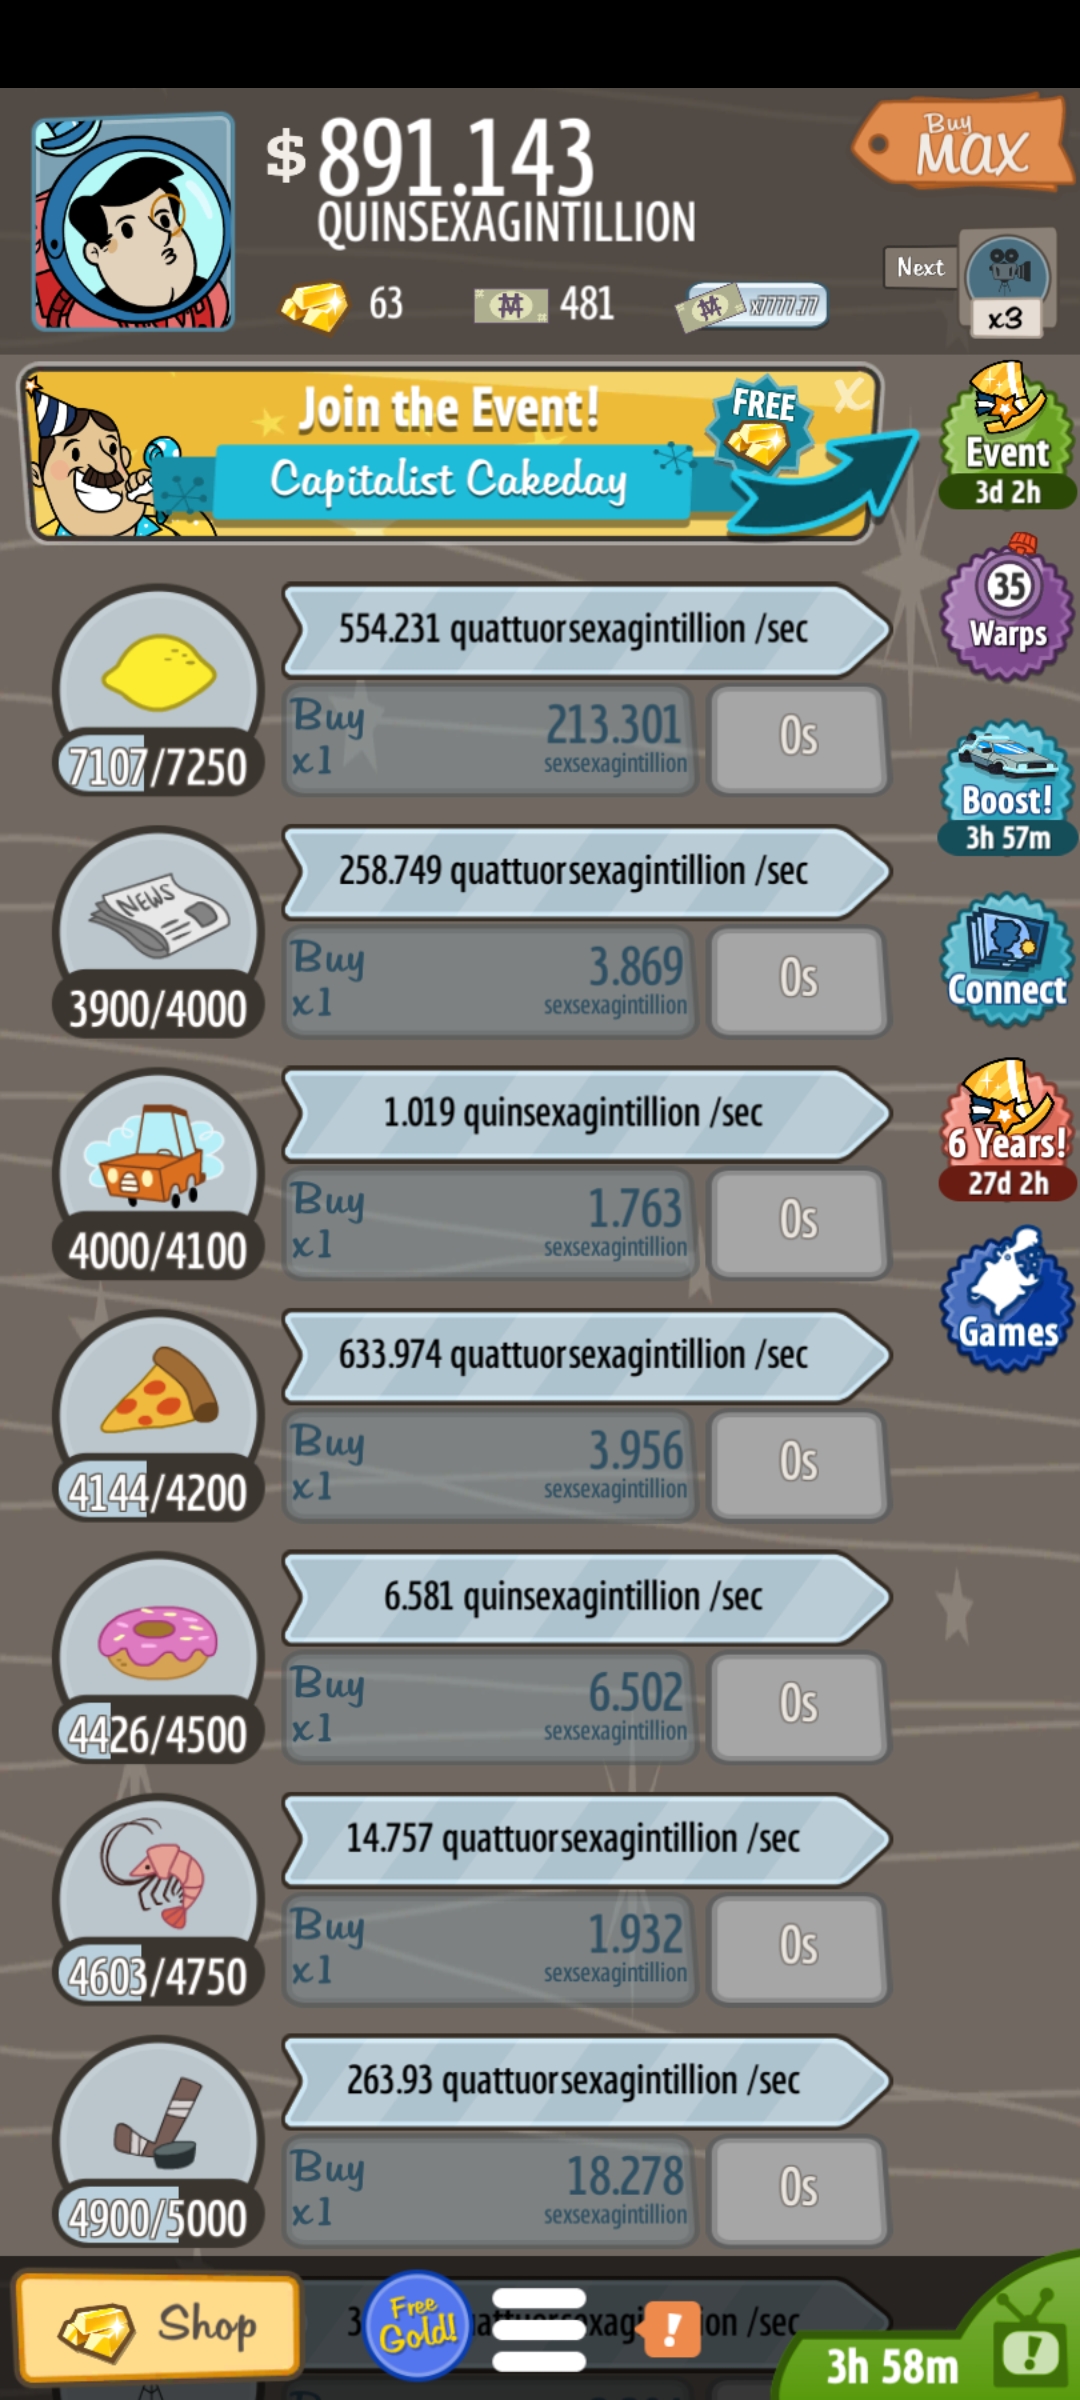 $ 891.143
QUINSEXAGINTILLION
Buy
MAX
63
481
x7777.77
Next
x3
Join the Event!
Capitalist Cakeday
FREE
X
Event
3d 2h
35
Warps
Boost!
3h 57m
Connect
6 Years!
27d 2h
Games
554.231 quattuorsexagintillion /sec
7107/7250
Buy
x1
213.301
sexsexagintillion
0s
258.749 quattuorsexagintillion /sec
NEWS
3900/4000
Buy
x1
3.869
sexsexagintillion
0s
1.019 quinsexagintillion /sec
4000/4100
Buy
x1
1.763
sexsexagintillion
0s
633.974 quattuorsexagintillion /sec
4144/4200
Buy
x1
3.956
sexsexagintillion
0s
6.581 quinsexagintillion /sec
4426/4500
Buy
x1
6.502
sexsexagintillion
0s
14.757 quattuorsexagintillion /sec
4603/4750
Buy
x1
1.932
sexsexagintillion
0s
263.93 quattuorsexagintillion /sec
4900/5000
Buy
x1
18.278
sexsexagintillion
0s
Shop
Free
Gold!
!
/sec
3h 58m
!